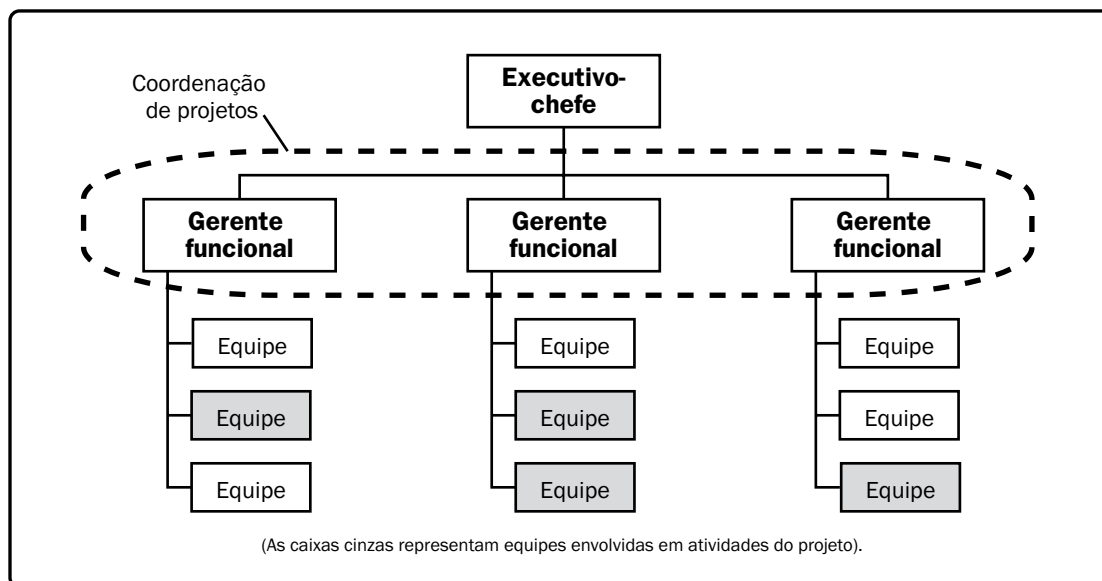 Coordenação
de projetos
Executivo-
chefe
Gerente
funcional
Gerente
funcional
Gerente
funcional
Equipe
Equipe
Equipe
Equipe
Equipe
Equipe
Equipe
Equipe
Equipe
(As caixas cinzas representam equipes envolvidas em atividades do projeto).